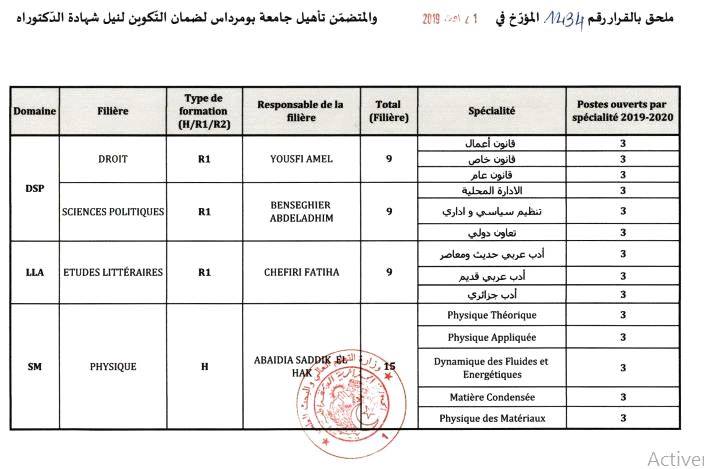 ملحق بالقرار رقم 1234 المؤرّخ في 2019 والمتضمّن تأهيل جامعة بومرداس لضمان التّكوين لنيل شهادة الدّكتوراه
Domaine Filière Type de formation (H/R1/R2) Responsable de la filière Total (Filière) Spécialité Postes ouverts par spécialité 2019-2020
DSP
DROIT R1 YOUSFI AMEL 9
قانون أعمال 3
قانون خاص 3
قانون عام 3
SCIENCES POLITIQUES R1 BENSEGHIER ABDELADHIM 9
الادارة المحلية 3
تنظيم سياسي و اداري 3
تعاون دولي 3
LLA
ETUDES LITTÉRAIRES R1 CHEFIRI FATIHA 9
أدب عربي حديث ومعاصر 3
أدب عربي قديم 3
أدب جزائري 3
SM
PHYSIQUE H ABAIDIA SADDIK EL HAK 15
Physique Théorique 3
Physique Appliquée 3
Dynamique des Fluides et Energétiques 3
Matière Condensée 3
Physique des Matériaux 3
Activer